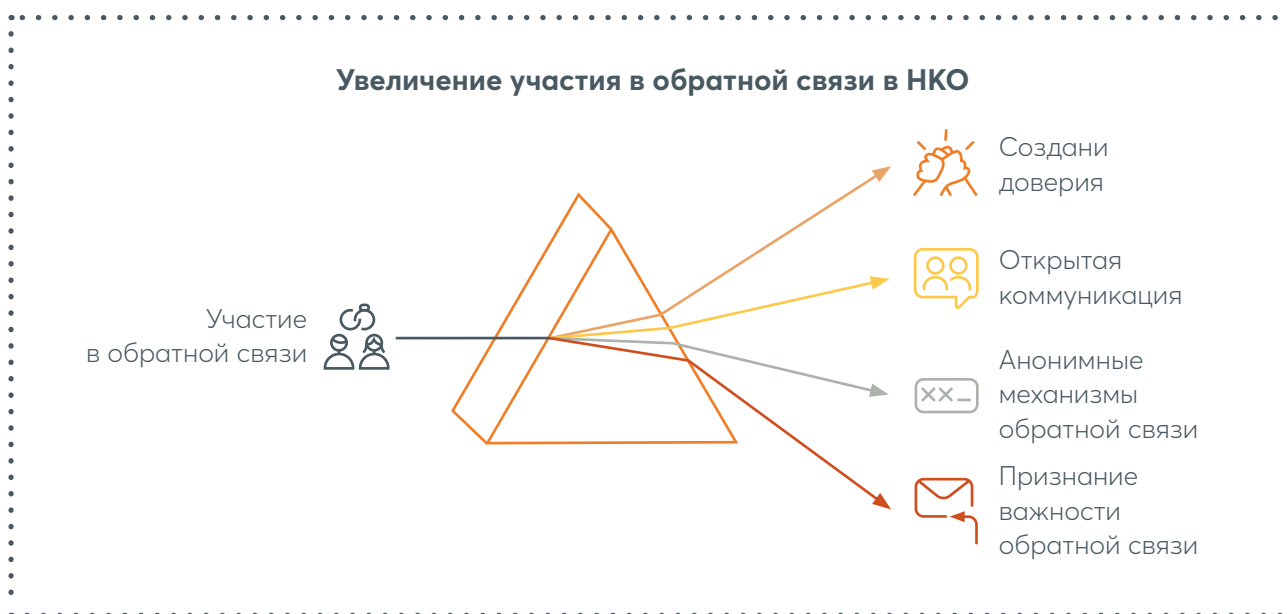 Увеличение участия в обратной связи в НКО
Участие
в обратной связи
Создани
доверия
Открытая
коммуникация
Анонимные
механизмы
обратной связи
Признание
важности
обратной связи